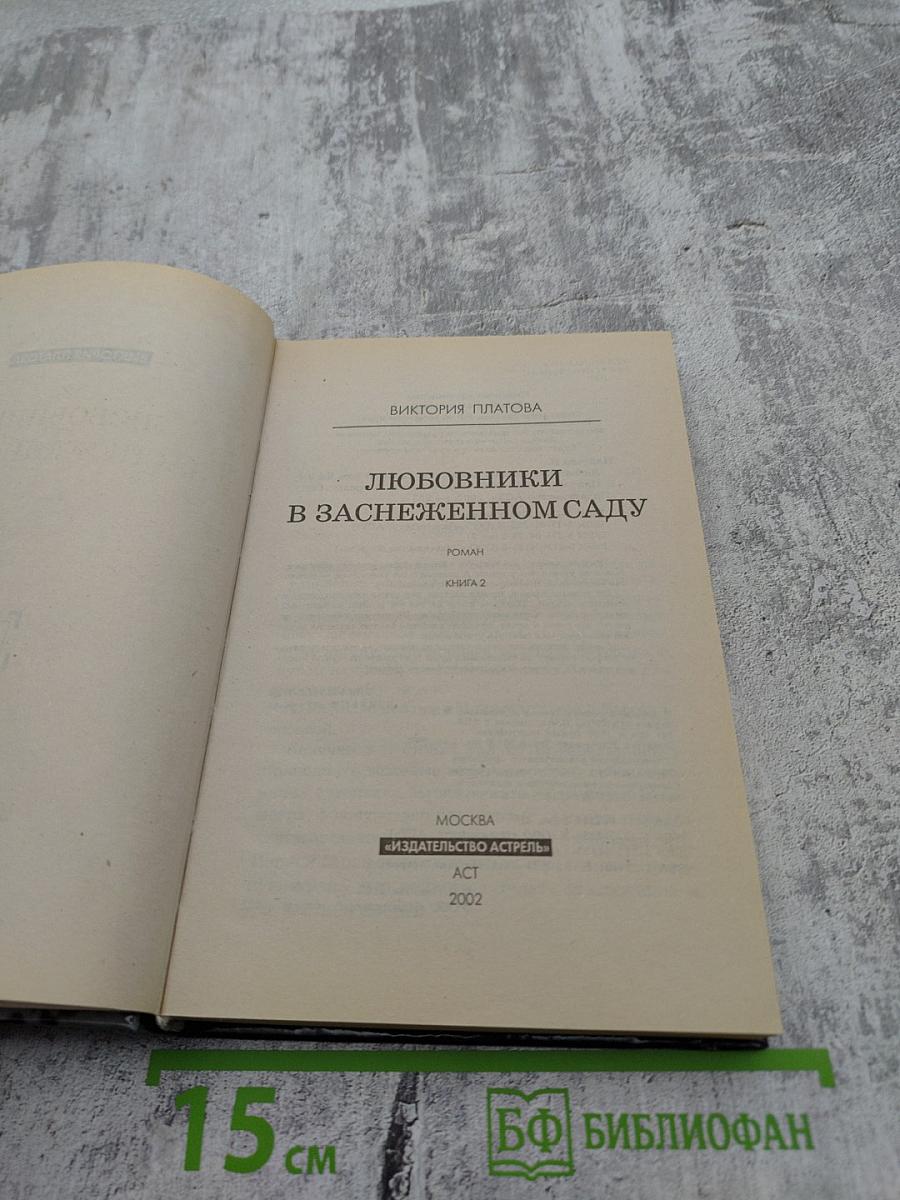 ВИКТОРИЯ ПЛАТОВА
ЛЮБОВНИКИ
В ЗАСНЕЖЕННОМ САДУ
РОМАН
КНИГА 2
МОСКВА
«ИЗДАТЕЛЬСТВО АСТРЕЛЬ»
АСТ
2002
15 см
БФ БИБЛИОФАН